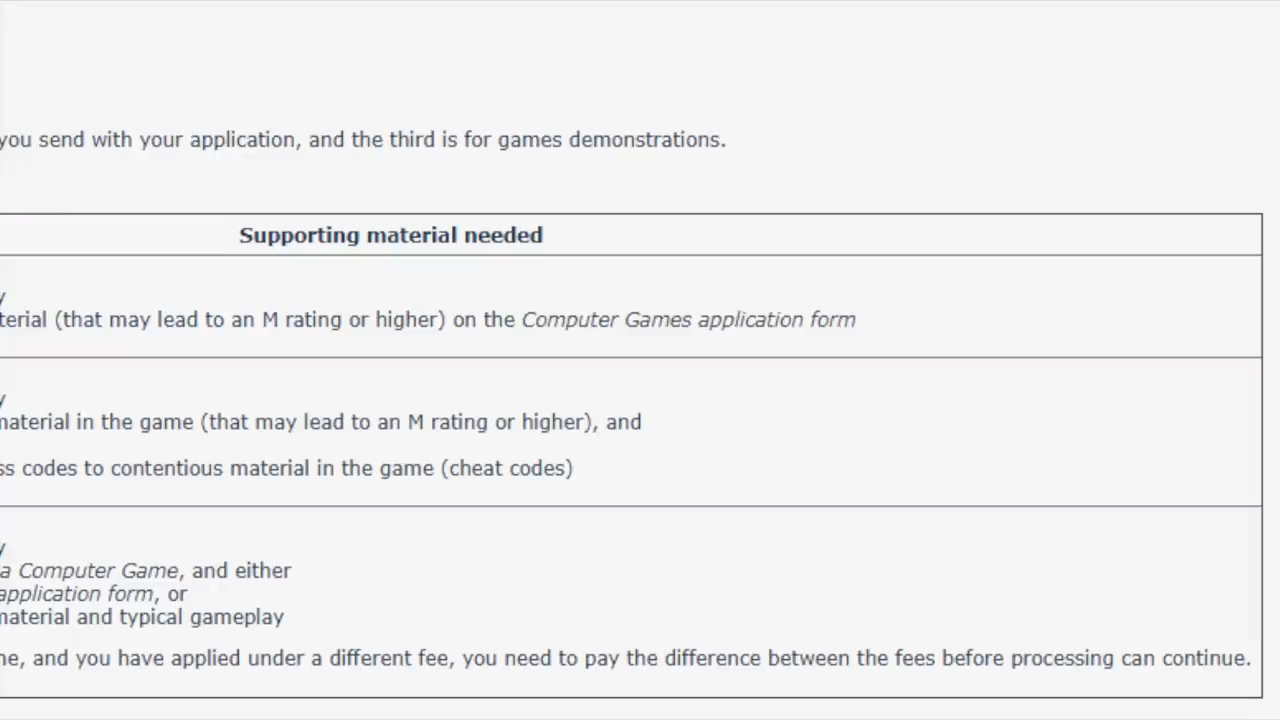 you send with your application, and the third is for games demonstrations.
Supporting material needed
(that may lead to an M rating or higher) on the Computer Games application form
material in the game (that may lead to an M rating or higher), and
codes to contentious material in the game (cheat codes)
a Computer Game, and either
application form, or
material and typical gameplay
and you have applied under a different fee, you need to pay the difference between the fees before processing can continue.